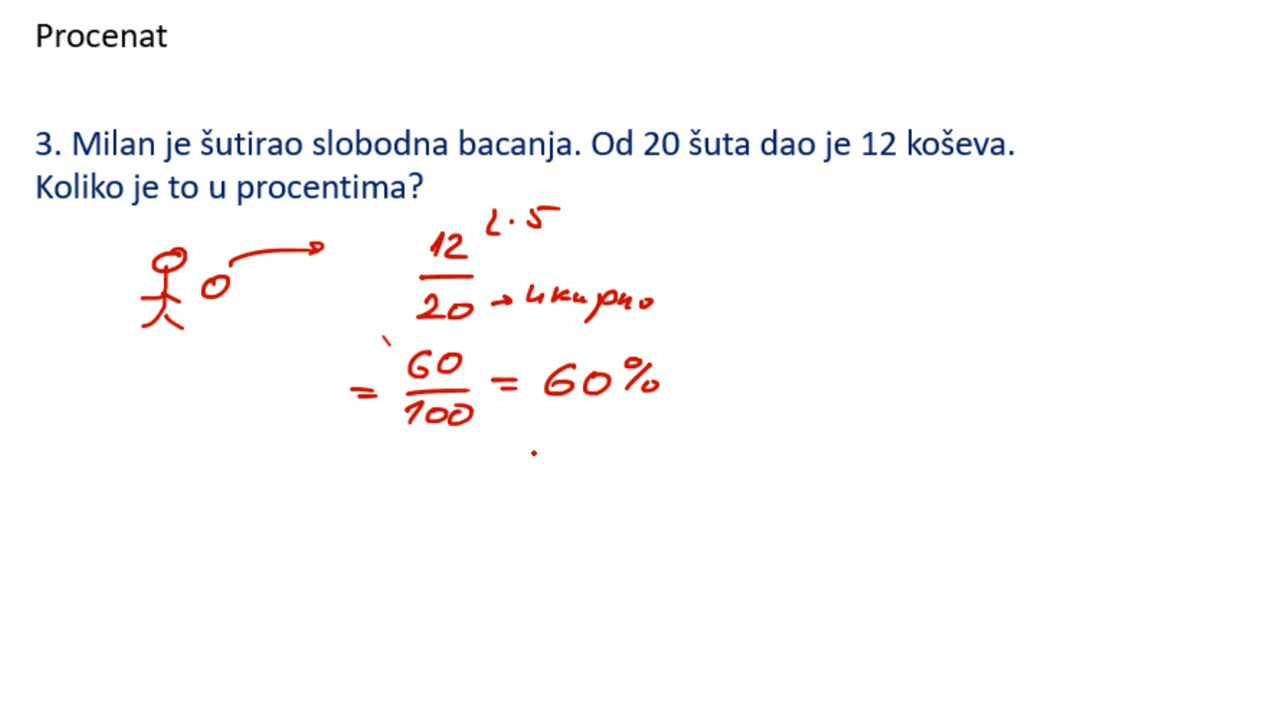 Procenat
3. Milan je šutirao slobodna bacanja. Od 20 šuta dao je 12 koševa.
Koliko je to u procentima?
12 / 20 → ukupno
= 60 / 100 = 60%